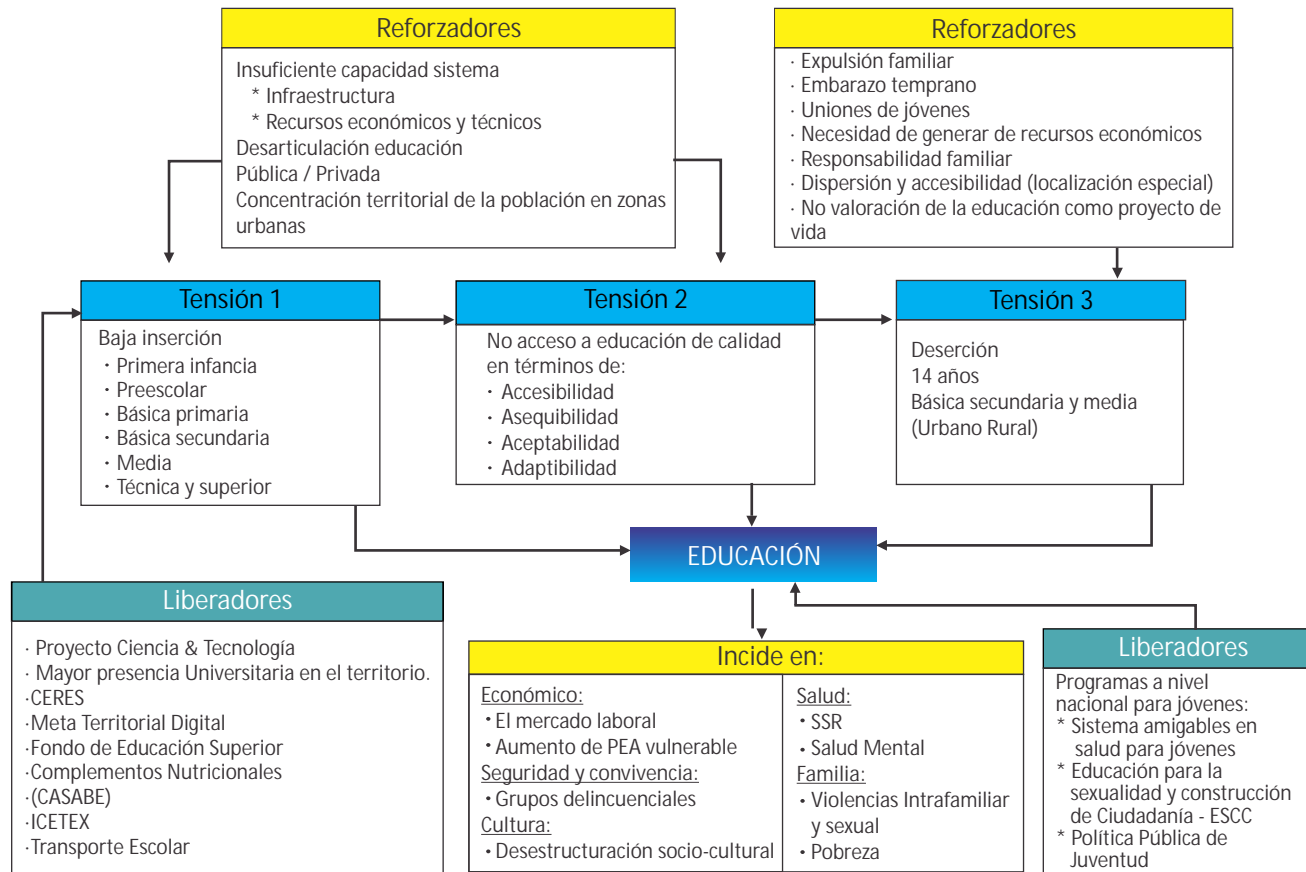 Reforzadores
Insuficiente capacidad sistema
* Infraestructura
* Recursos económicos y técnicos
Desarticulación educación
Pública / Privada
Concentración territorial de la población en zonas
urbanas
Reforzadores
· Expulsión familiar
· Embarazo temprano
· Uniones de jóvenes
· Necesidad de generar de recursos económicos
· Responsabilidad familiar
· Dispersión y accesibilidad (localización especial)
· No valoración de la educación como proyecto de
vida
Tensión 1
Baja inserción
· Primera infancia
· Preescolar
· Básica primaria
· Básica secundaria
· Media
· Técnica y superior
Tensión 2
No acceso a educación de calidad
en términos de:
· Accesibilidad
· Asequibilidad
· Aceptabilidad
· Adaptibilidad
Tensión 3
Deserción
14 años
Básica secundaria y media
(Urbano Rural)
EDUCACIÓN
Liberadores
· Proyecto Ciencia & Tecnología
· Mayor presencia Universitaria en el territorio.
·CERES
·Meta Territorial Digital
·Fondo de Educación Superior
·Complementos Nutricionales
·(CASABE)
·ICETEX
·Transporte Escolar
Incide en:
Económico:
• El mercado laboral
• Aumento de PEA vulnerable
Seguridad y convivencia:
• Grupos delincuenciales
Cultura:
• Desestructuración socio-cultural
Salud:
• SSR
• Salud Mental
Familia:
• Violencias Intrafamiliar
y sexual
• Pobreza
Liberadores
Programas a nivel
nacional para jóvenes:
* Sistema amigables en
salud para jóvenes
* Educación para la
sexualidad y construcción
de Ciudadanía - ESCC
* Política Pública de
Juventud